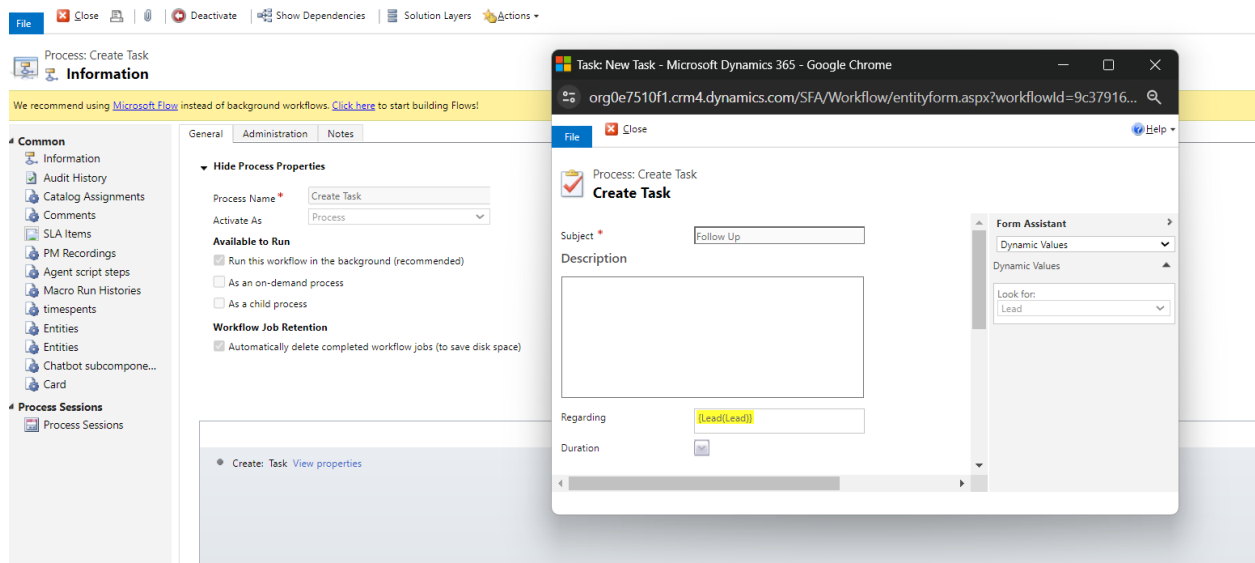 File
Close
Deactivate
Show Dependencies
Solution Layers
Actions
Process: Create Task
Information
We recommend using Microsoft Flow instead of background workflows. Click here to start building Flows!
Common
Information
Audit History
Catalog Assignments
Comments
SLA Items
PM Recordings
Agent script steps
Macro Run Histories
timespents
Entities
Entities
Chatbot subcompone...
Card
Process Sessions
Process Sessions
General
Administration
Notes
Hide Process Properties
Process Name *
Create Task
Activate As
Process
Available to Run
Run this workflow in the background (recommended)
As an on-demand process
As a child process
Workflow Job Retention
Automatically delete completed workflow jobs (to save disk space)
Create: Task View properties
Task: New Task - Microsoft Dynamics 365 - Google Chrome
org0e7510f1.crm4.dynamics.com/SFA/Workflow/entityform.aspx?workflowId=9c37916...
File
Close
Help
Process: Create Task
Create Task
Subject *
Follow Up
Description
Regarding
{Lead(Lead)}
Duration
Form Assistant
Dynamic Values
Dynamic Values
Look for:
Lead